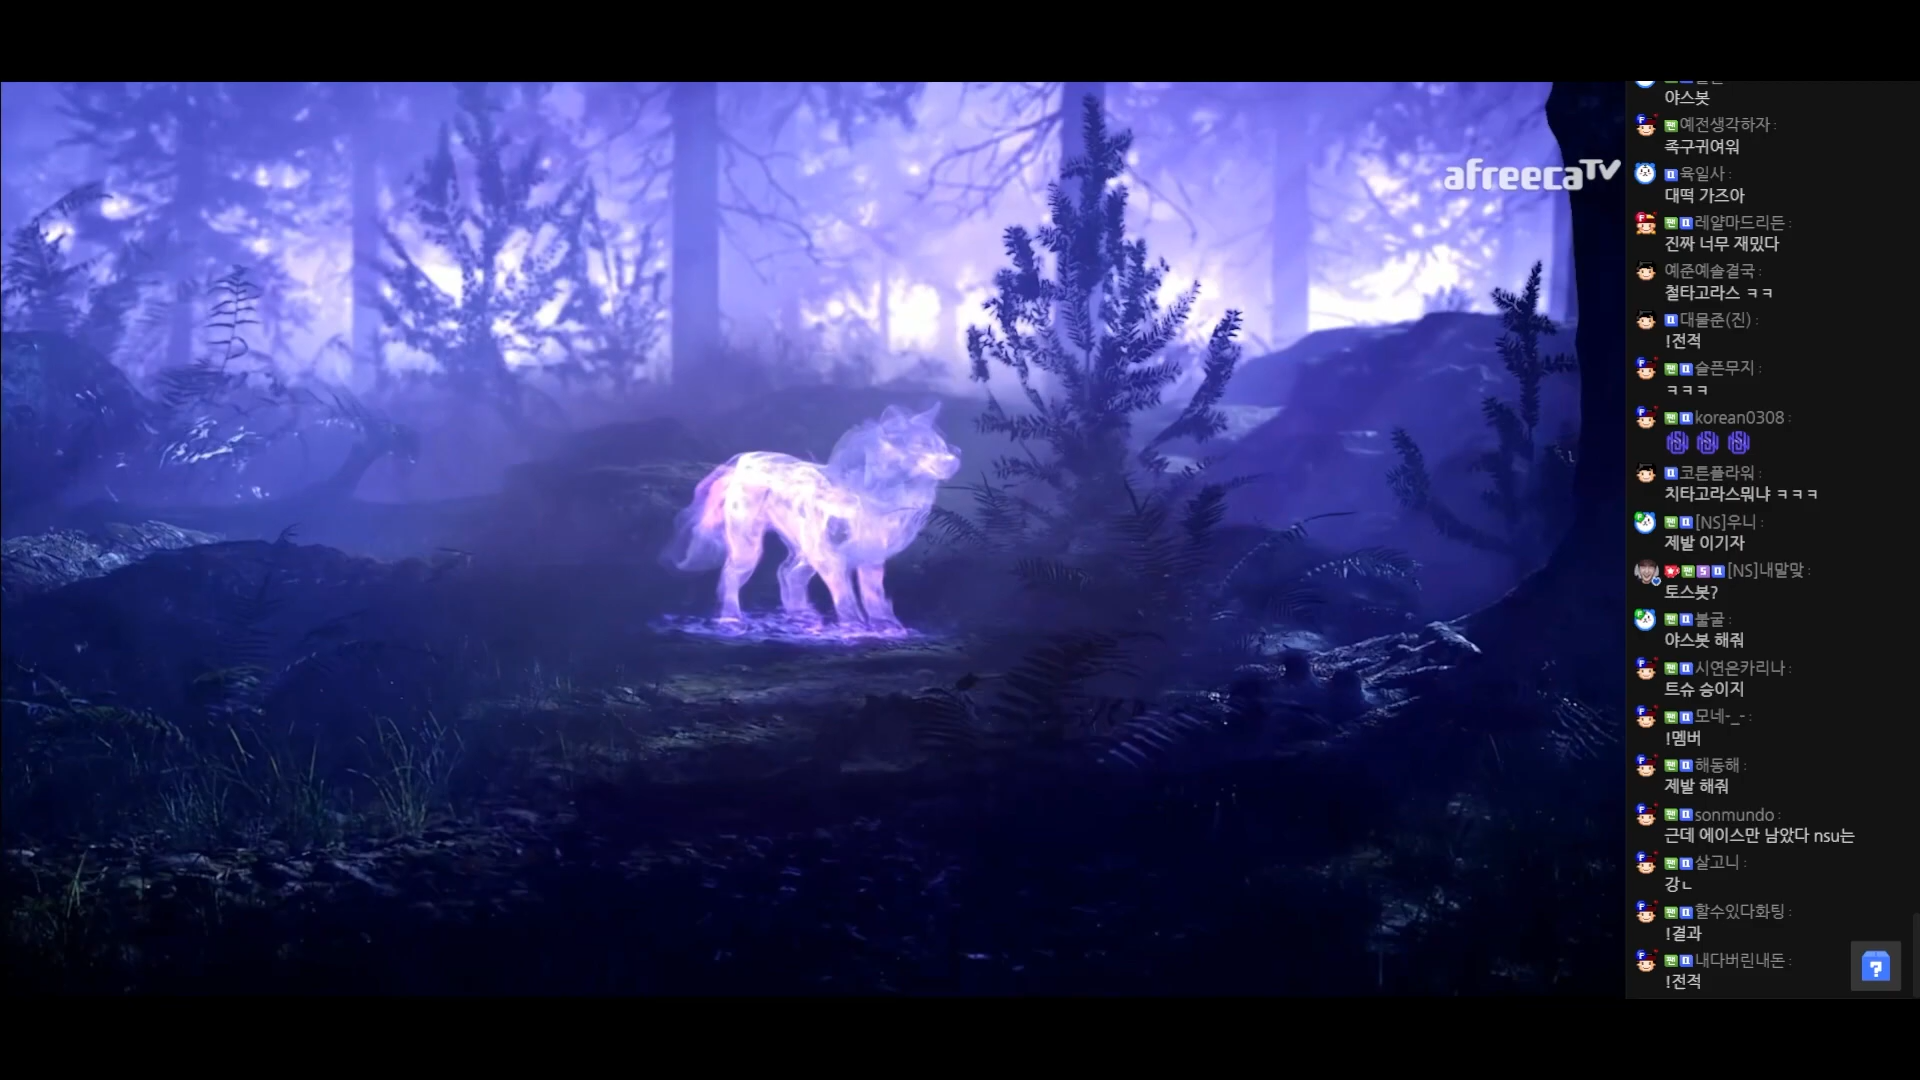 afreecaTV
야스봇
예전생각하자 :
족구귀여워
육일사 :
대떡 가즈아
레얄마드리든 :
진짜 너무 재밌다
예준예솔결국 :
철타고라스 ㅋㅋ
대물준(진) :
!전적
슬픈무지 :
ㅋㅋㅋ
korean0308 :
코튼플라워 :
치타고라스뭐냐 ㅋㅋㅋ
[NS]우니 :
제발 이기자
[NS]내말맞 :
토스봇?
불굴 :
야스봇 해줘
시연은카리나 :
트슈 숭이지
모네-_- :
!멤버
해동해 :
제발 해줘
sonmundo :
근데 에이스만 남았다 nsu는
살고니 :
강ㄴ
할수있다화팅 :
!결과
내다버린내돈 :
!전적